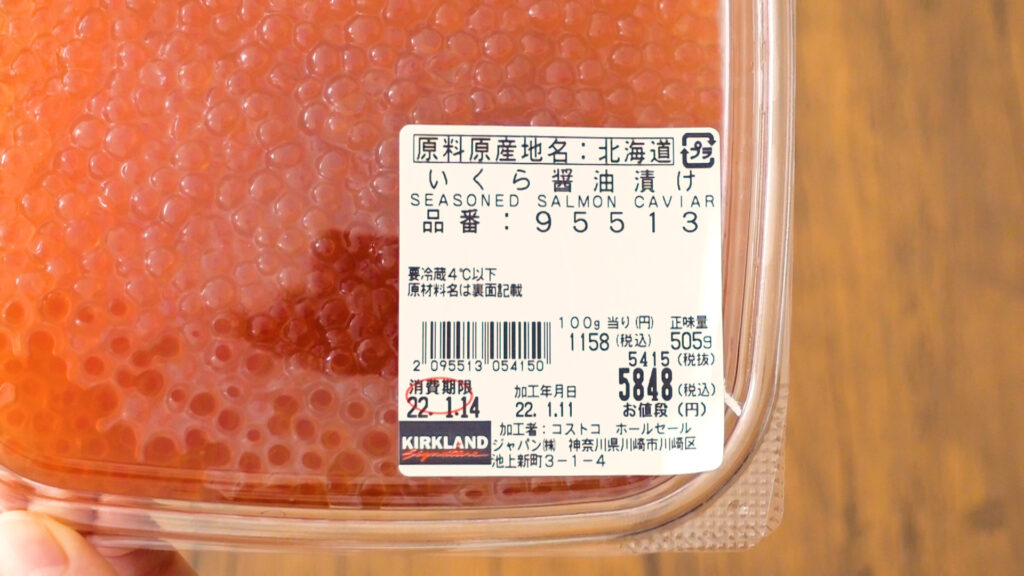 原料原産地名：北海道 プラ
いくら醤油漬け
SEASONED SALMON CAVIAR
品番：95513
要冷蔵4℃以下
原材料名は裏面記載
100g当り(円) 正味量
1158(税込) 505g
5415(税抜)
5848(税込)
お値段(円)
2 095513 054150
消費期限 加工年月日
22. 1.14 22. 1.11
KIRKLAND
Signature
加工者：コストコ ホールセール
ジャパン㈱ 神奈川県川崎市川崎区
池上新町3-1-4